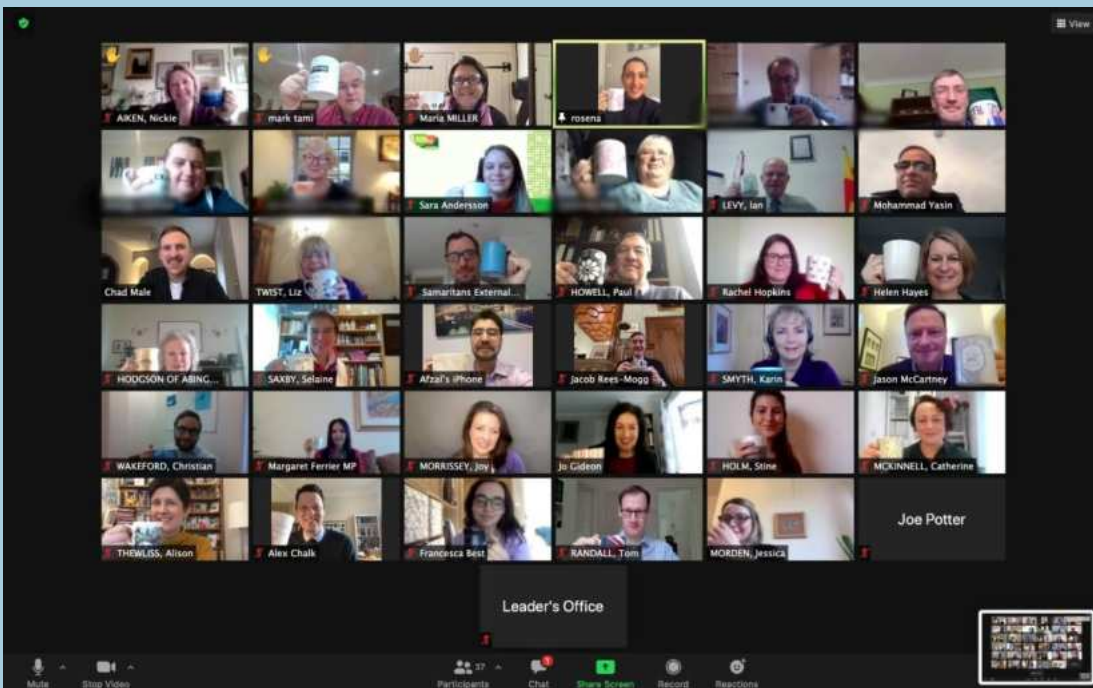 View
AIKEN, Nickie
mark tami
Maria MILLER
rosena
Sara Andersson
LEVY, Ian
Mohammad Yasin
Chad Male
TWIST, Liz
Samaritans External...
HOWELL, Paul
Rachel Hopkins
Helen Hayes
HODGSON OF ABING...
SAXBY, Selaine
Afzal's iPhone
Jacob Rees-Mogg
SMYTH, Karin
Jason McCartney
WAKEFORD, Christian
Margaret Ferrier MP
MORRISSEY, Joy
Jo Gideon
HOLM, Stine
MCKINNELL, Catherine
THEWLISS, Alison
Alex Chalk
Francesca Best
RANDALL, Tom
MORDEN, Jessica
Joe Potter
Leader's Office
37
1
Mute
Stop Video
Participants
Chat
Share Screen
Record
Reactions